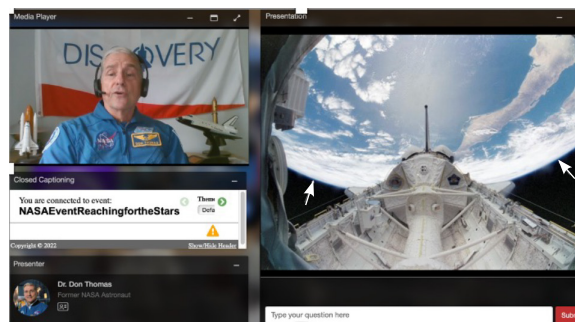 Media Player
DISCOVERY
NASA
Closed Captioning
You are connected to event:
NASAEventReachingfortheStars
Theme
Defa
Copyright © 2022
Show/Hide Header
Presenter
Dr. Don Thomas
Former NASA Astronaut
Presentation
Type your question here
Sub